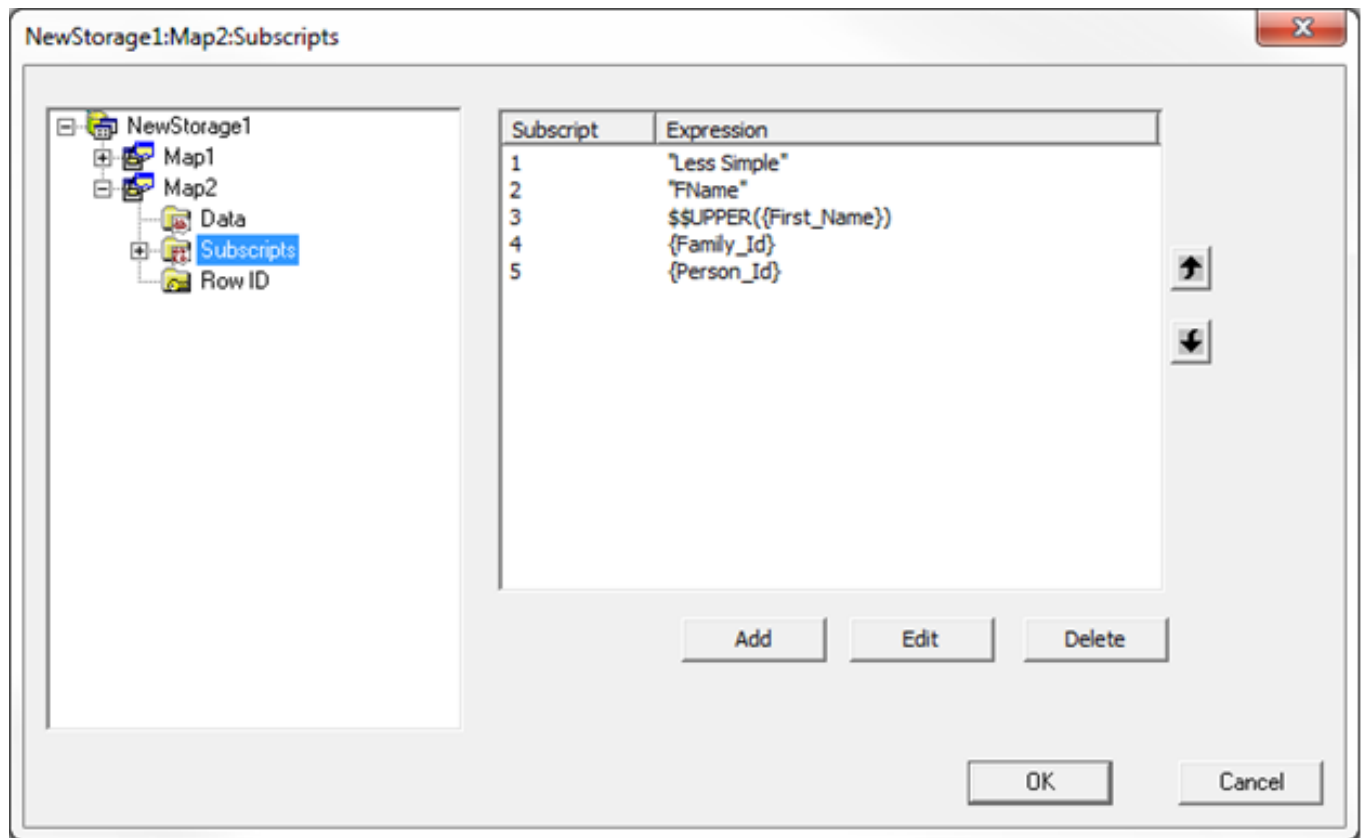 NewStorage1:Map2:Subscripts
NewStorage1
Map1
Map2
Data
Subscripts
Row ID
Subscript Expression
1 "Less Simple"
2 "FName"
3 $$UPPER({First_Name})
4 {Family_Id}
5 {Person_Id}
Add Edit Delete
OK Cancel